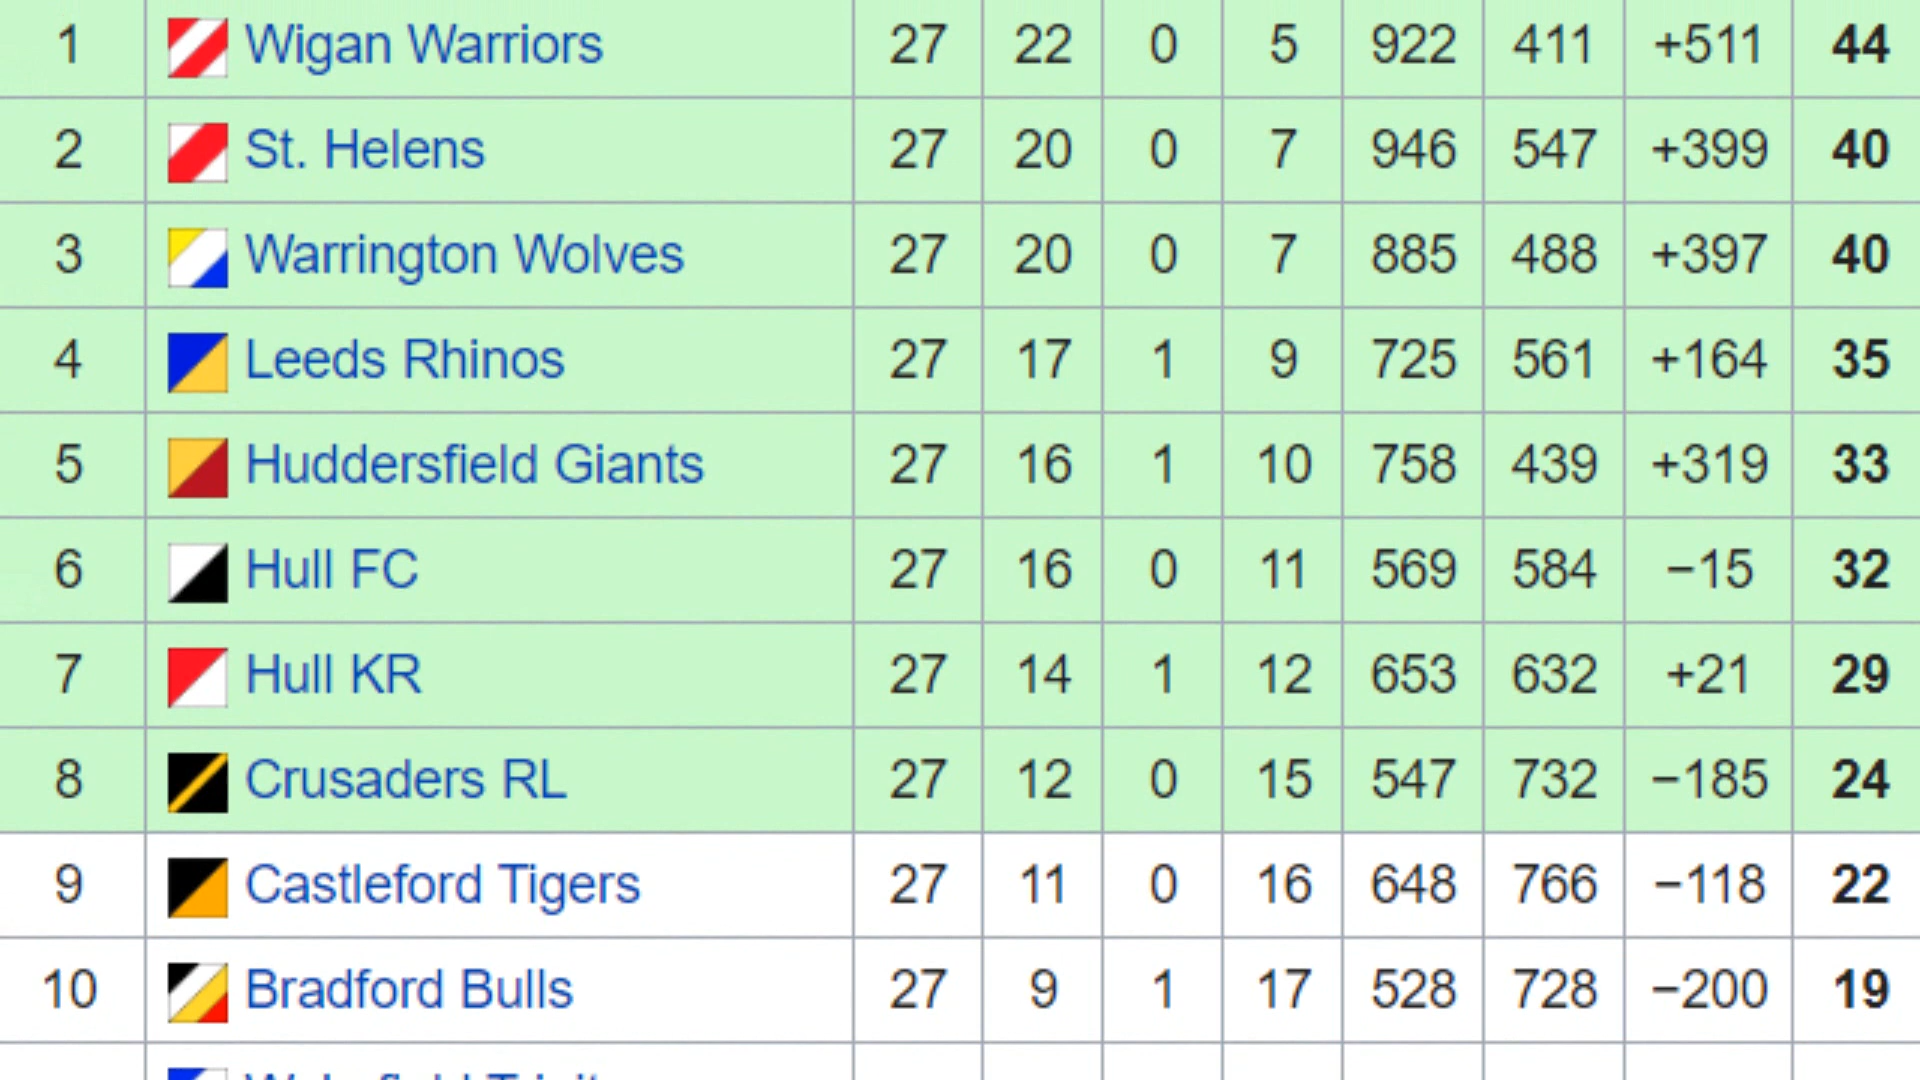 1 Wigan Warriors 27 22 0 5 922 411 +511 44
2 St. Helens 27 20 0 7 946 547 +399 40
3 Warrington Wolves 27 20 0 7 885 488 +397 40
4 Leeds Rhinos 27 17 1 9 725 561 +164 35
5 Huddersfield Giants 27 16 1 10 758 439 +319 33
6 Hull FC 27 16 0 11 569 584 −15 32
7 Hull KR 27 14 1 12 653 632 +21 29
8 Crusaders RL 27 12 0 15 547 732 −185 24
9 Castleford Tigers 27 11 0 16 648 766 −118 22
10 Bradford Bulls 27 9 1 17 528 728 −200 19